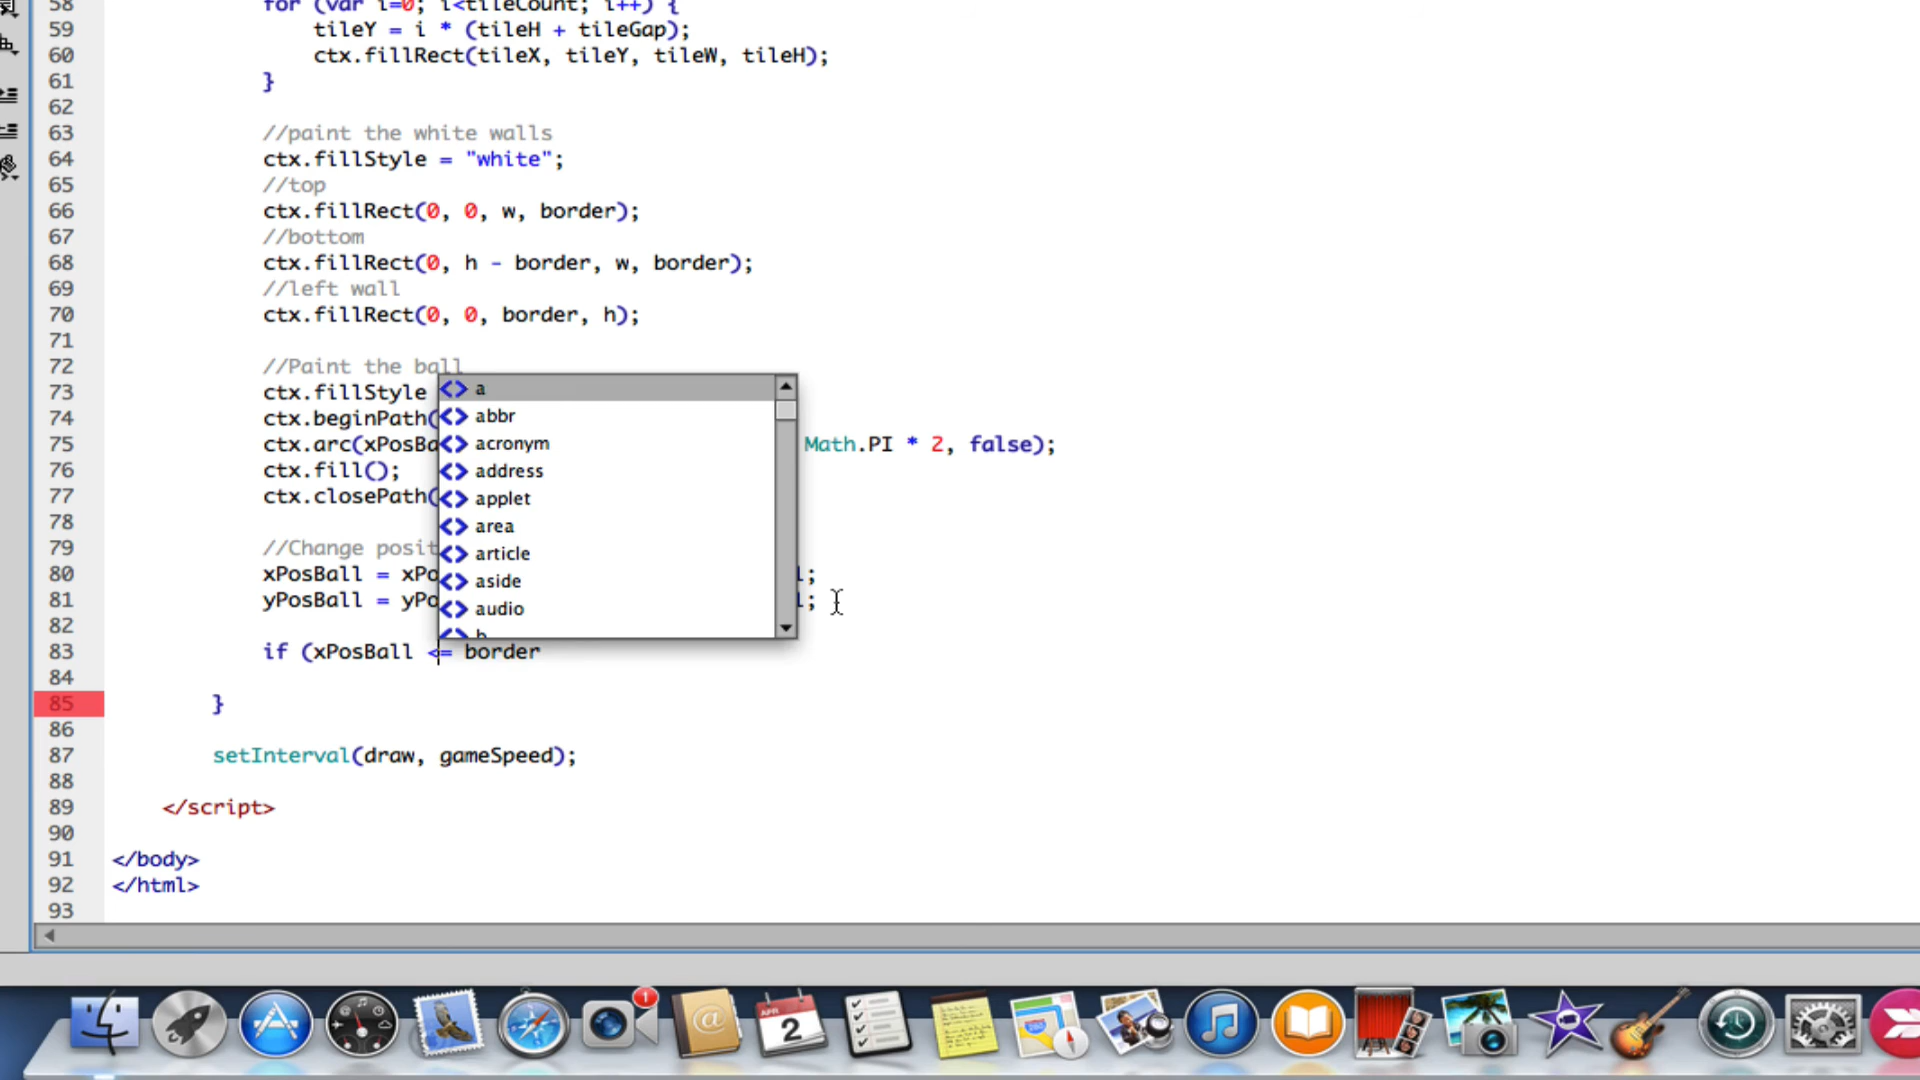 58 for (var i=0; i<tileCount; i++) {
59 tileY = i * (tileH + tileGap);
60 ctx.fillRect(tileX, tileY, tileW, tileH);
61 }
62
63 //paint the white walls
64 ctx.fillStyle = "white";
65 //top
66 ctx.fillRect(0, 0, w, border);
67 //bottom
68 ctx.fillRect(0, h - border, w, border);
69 //left wall
70 ctx.fillRect(0, 0, border, h);
71
72 //Paint the ball
73 ctx.fillStyle
74 ctx.beginPath(
75 ctx.arc(xPosBa Math.PI * 2, false);
76 ctx.fill();
77 ctx.closePath(
78
79 //Change posit
80 xPosBall = xPo ;
81 yPosBall = yPo ;
82
83 if (xPosBall <= border
84
85 }
86
87 setInterval(draw, gameSpeed);
88
89 </script>
90
91 </body>
92 </html>
93
<> a
<> abbr
<> acronym
<> address
<> applet
<> area
<> article
<> aside
<> audio
1
APR
2
280